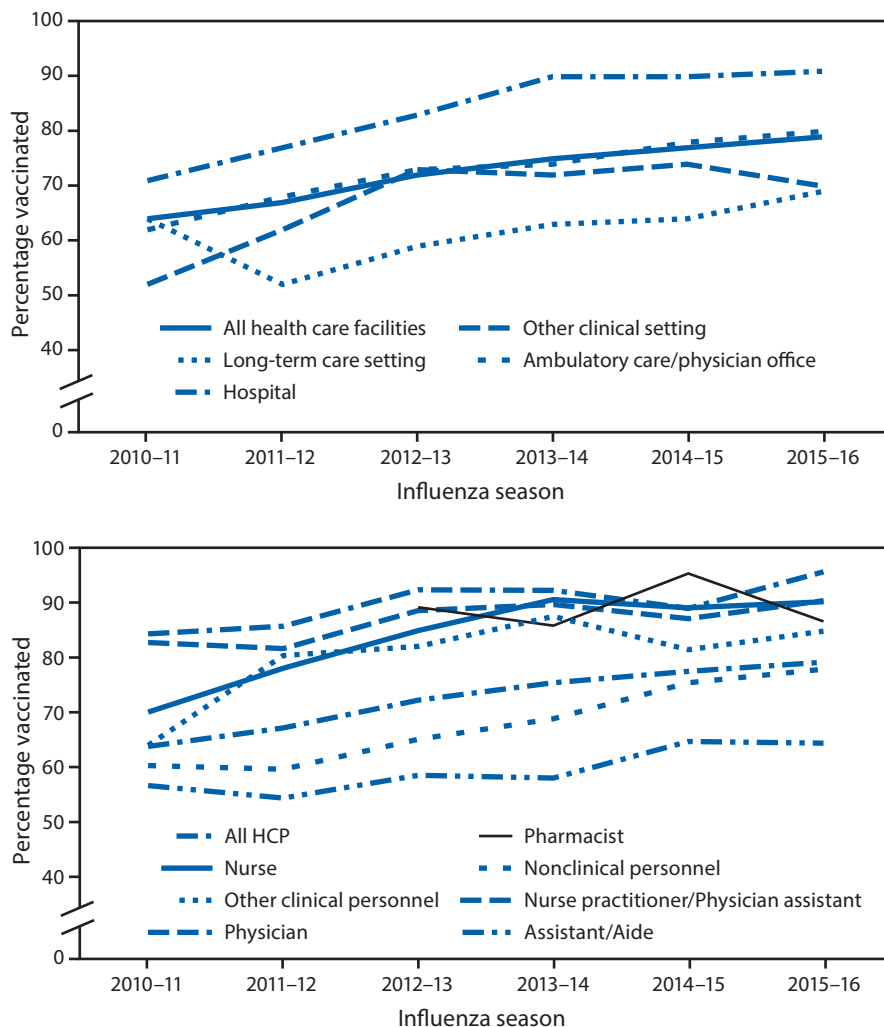 Percentage vaccinated
100
90
80
70
60
50
40
0
All health care facilities
Other clinical setting
Long-term care setting
Ambulatory care/physician office
Hospital
2010–11
2011–12
2012–13
2013–14
2014–15
2015–16
Influenza season
Percentage vaccinated
100
90
80
70
60
50
40
0
All HCP
Pharmacist
Nurse
Nonclinical personnel
Other clinical personnel
Nurse practitioner/Physician assistant
Physician
Assistant/Aide
2010–11
2011–12
2012–13
2013–14
2014–15
2015–16
Influenza season